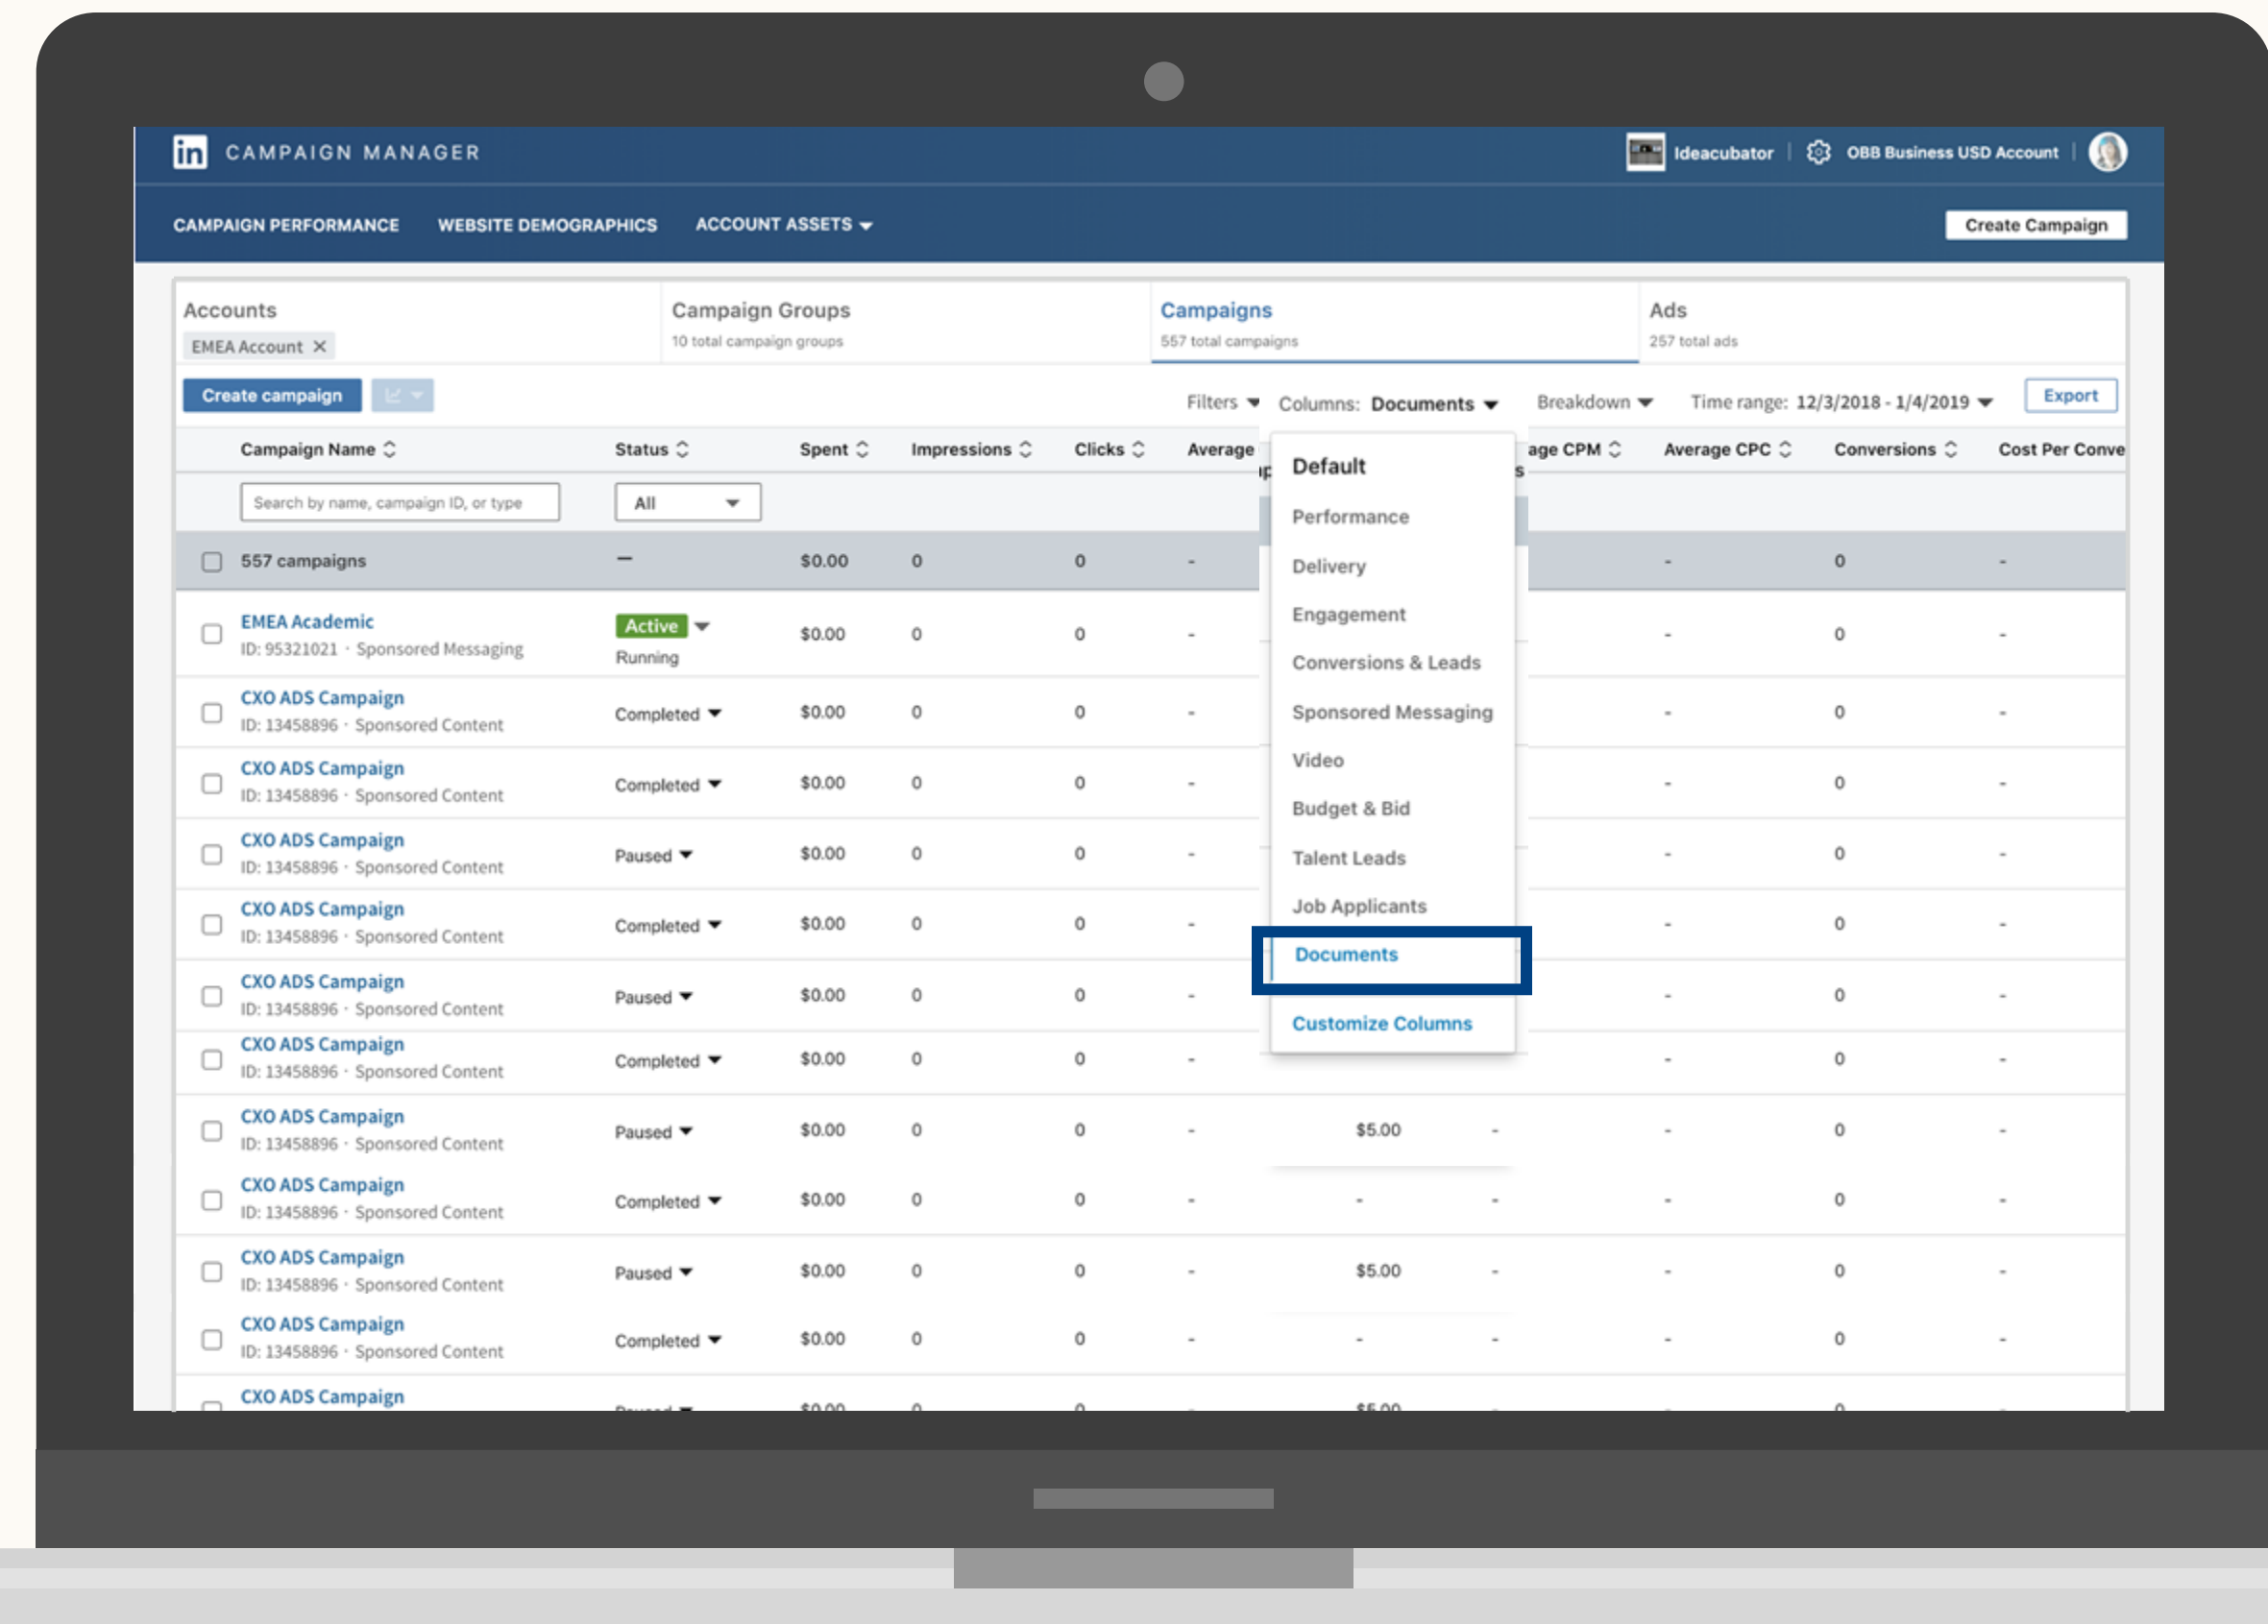 in CAMPAIGN MANAGER
Ideacubator
OBB Business USD Account
CAMPAIGN PERFORMANCE WEBSITE DEMOGRAPHICS ACCOUNT ASSETS
Create Campaign
Accounts
EMEA Account ×
Campaign Groups
10 total campaign groups
Campaigns
557 total campaigns
Ads
257 total ads
Create campaign
Filters Columns: Documents Breakdown Time range: 12/3/2018 - 1/4/2019 Export
Campaign Name Status Spent Impressions Clicks Average age CPM Average CPC Conversions Cost Per Conve
Search by name, campaign ID, or type All
557 campaigns — $0.00 0 0 - - 0 -
EMEA Academic
ID: 95321021 · Sponsored Messaging
Active
Running
$0.00 0 0 - - 0 -
CXO ADS Campaign
ID: 13458896 · Sponsored Content
Completed $0.00 0 0 - - 0 -
CXO ADS Campaign
ID: 13458896 · Sponsored Content
Completed $0.00 0 0 - - 0 -
CXO ADS Campaign
ID: 13458896 · Sponsored Content
Paused $0.00 0 0 - - 0 -
CXO ADS Campaign
ID: 13458896 · Sponsored Content
Completed $0.00 0 0 - - 0 -
CXO ADS Campaign
ID: 13458896 · Sponsored Content
Paused $0.00 0 0 - - 0 -
CXO ADS Campaign
ID: 13458896 · Sponsored Content
Completed $0.00 0 0 - - 0 -
CXO ADS Campaign
ID: 13458896 · Sponsored Content
Paused $0.00 0 0 - $5.00 - - 0 -
CXO ADS Campaign
ID: 13458896 · Sponsored Content
Completed $0.00 0 0 - - - - 0 -
CXO ADS Campaign
ID: 13458896 · Sponsored Content
Paused $0.00 0 0 - $5.00 - - 0 -
CXO ADS Campaign
ID: 13458896 · Sponsored Content
Completed $0.00 0 0 - - - - 0 -
CXO ADS Campaign
Default
Performance
Delivery
Engagement
Conversions & Leads
Sponsored Messaging
Video
Budget & Bid
Talent Leads
Job Applicants
Documents
Customize Columns